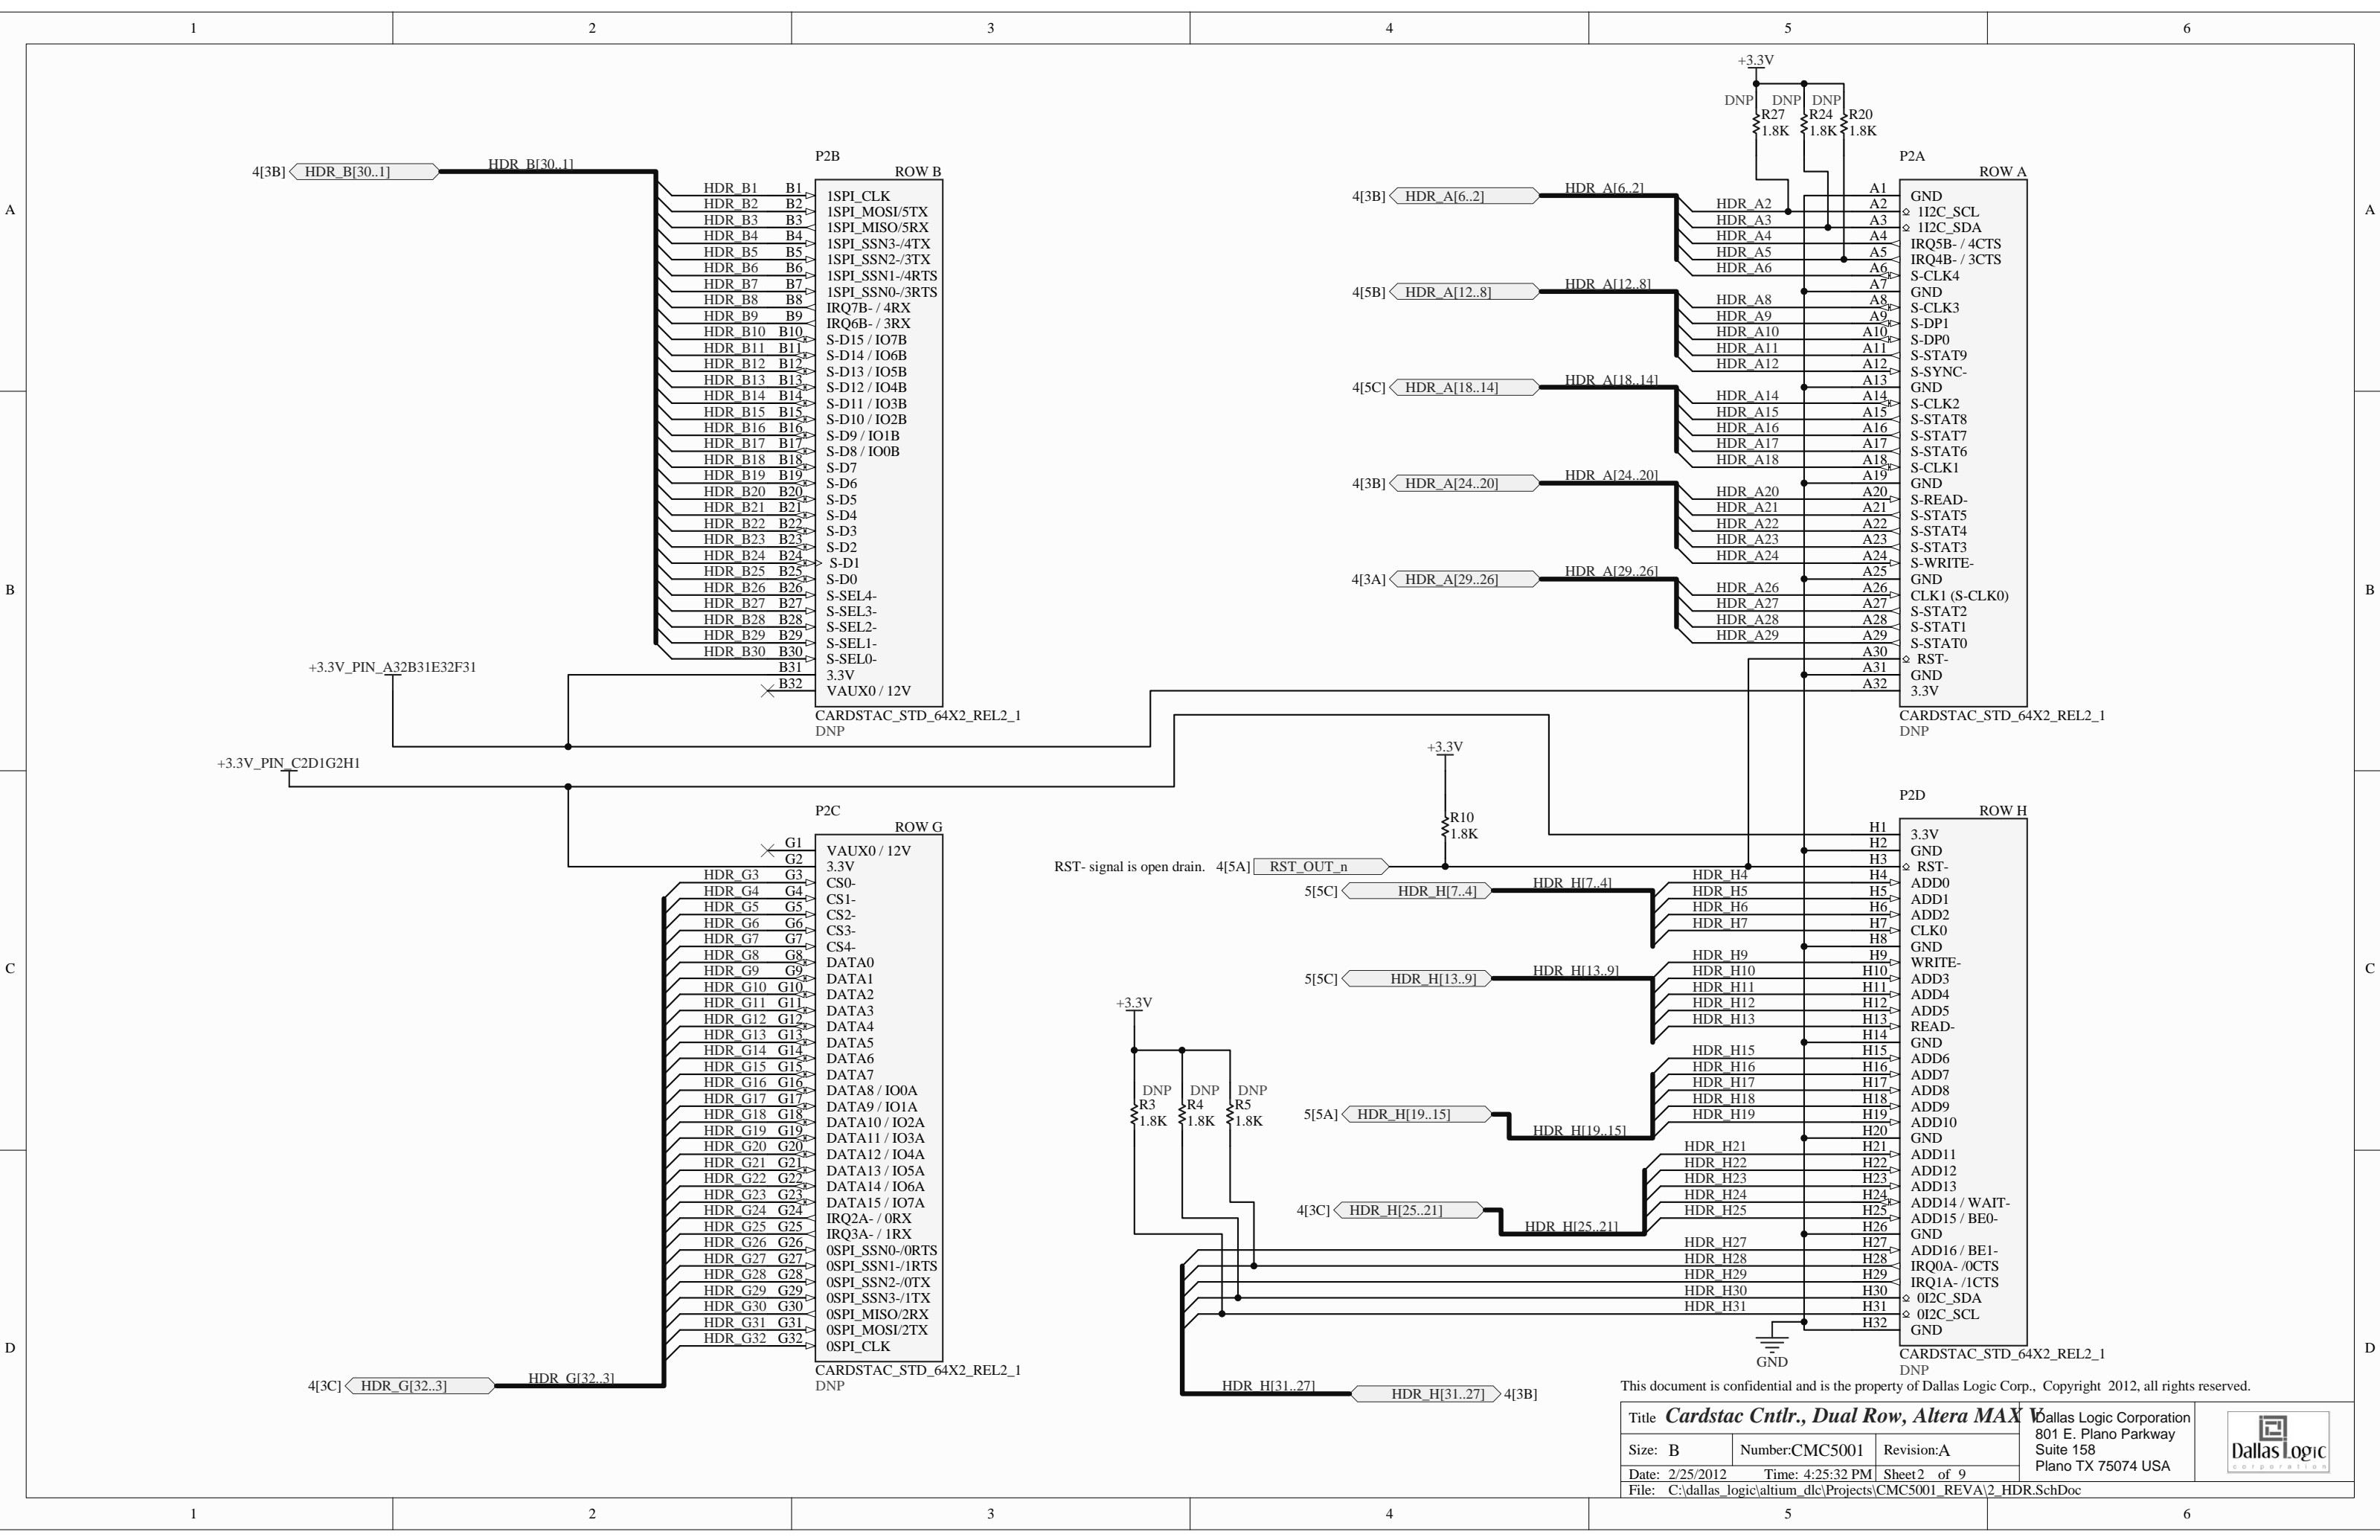 1 2 3 4 5 6
A
B
C
D
4[3B] HDR_B[30..1] HDR_B[30..1]
P2B
ROW B
HDR_B1 B1 1SPI_CLK
HDR_B2 B2 1SPI_MOSI/5TX
HDR_B3 B3 1SPI_MISO/5RX
HDR_B4 B4 1SPI_SSN3-/4TX
HDR_B5 B5 1SPI_SSN2-/3TX
HDR_B6 B6 1SPI_SSN1-/4RTS
HDR_B7 B7 1SPI_SSN0-/3RTS
HDR_B8 B8 IRQ7B- / 4RX
HDR_B9 B9 IRQ6B- / 3RX
HDR_B10 B10 S-D15 / IO7B
HDR_B11 B11 S-D14 / IO6B
HDR_B12 B12 S-D13 / IO5B
HDR_B13 B13 S-D12 / IO4B
HDR_B14 B14 S-D11 / IO3B
HDR_B15 B15 S-D10 / IO2B
HDR_B16 B16 S-D9 / IO1B
HDR_B17 B17 S-D8 / IO0B
HDR_B18 B18 S-D7
HDR_B19 B19 S-D6
HDR_B20 B20 S-D5
HDR_B21 B21 S-D4
HDR_B22 B22 S-D3
HDR_B23 B23 S-D2
HDR_B24 B24 S-D1
HDR_B25 B25 S-D0
HDR_B26 B26 S-SEL4-
HDR_B27 B27 S-SEL3-
HDR_B28 B28 S-SEL2-
HDR_B29 B29 S-SEL1-
HDR_B30 B30 S-SEL0-
B31 3.3V
B32 VAUX0 / 12V
CARDSTAC_STD_64X2_REL2_1
DNP
+3.3V_PIN_A32B31E32F31
+3.3V_PIN_C2D1G2H1
+3.3V
DNP DNP DNP
R27 R24 R20
1.8K 1.8K 1.8K
P2A
ROW A
4[3B] HDR_A[6..2] HDR_A[6..2]
4[5B] HDR_A[12..8] HDR_A[12..8]
4[5C] HDR_A[18..14] HDR_A[18..14]
4[3B] HDR_A[24..20] HDR_A[24..20]
4[3A] HDR_A[29..26] HDR_A[29..26]
A1 GND
HDR_A2 A2 1I2C_SCL
HDR_A3 A3 1I2C_SDA
HDR_A4 A4 IRQ5B- / 4CTS
HDR_A5 A5 IRQ4B- / 3CTS
HDR_A6 A6 S-CLK4
A7 GND
HDR_A8 A8 S-CLK3
HDR_A9 A9 S-DP1
HDR_A10 A10 S-DP0
HDR_A11 A11 S-STAT9
HDR_A12 A12 S-SYNC-
A13 GND
HDR_A14 A14 S-CLK2
HDR_A15 A15 S-STAT8
HDR_A16 A16 S-STAT7
HDR_A17 A17 S-STAT6
HDR_A18 A18 S-CLK1
A19 GND
HDR_A20 A20 S-READ-
HDR_A21 A21 S-STAT5
HDR_A22 A22 S-STAT4
HDR_A23 A23 S-STAT3
HDR_A24 A24 S-WRITE-
A25 GND
HDR_A26 A26 CLK1 (S-CLK0)
HDR_A27 A27 S-STAT2
HDR_A28 A28 S-STAT1
HDR_A29 A29 S-STAT0
A30 RST-
A31 GND
A32 3.3V
CARDSTAC_STD_64X2_REL2_1
DNP
P2C
ROW G
G1 VAUX0 / 12V
G2 3.3V
HDR_G3 G3 CS0-
HDR_G4 G4 CS1-
HDR_G5 G5 CS2-
HDR_G6 G6 CS3-
HDR_G7 G7 CS4-
HDR_G8 G8 DATA0
HDR_G9 G9 DATA1
HDR_G10 G10 DATA2
HDR_G11 G11 DATA3
HDR_G12 G12 DATA4
HDR_G13 G13 DATA5
HDR_G14 G14 DATA6
HDR_G15 G15 DATA7
HDR_G16 G16 DATA8 / IO0A
HDR_G17 G17 DATA9 / IO1A
HDR_G18 G18 DATA10 / IO2A
HDR_G19 G19 DATA11 / IO3A
HDR_G20 G20 DATA12 / IO4A
HDR_G21 G21 DATA13 / IO5A
HDR_G22 G22 DATA14 / IO6A
HDR_G23 G23 DATA15 / IO7A
HDR_G24 G24 IRQ2A- / 0RX
HDR_G25 G25 IRQ3A- / 1RX
HDR_G26 G26 0SPI_SSN0-/0RTS
HDR_G27 G27 0SPI_SSN1-/1RTS
HDR_G28 G28 0SPI_SSN2-/0TX
HDR_G29 G29 0SPI_SSN3-/1TX
HDR_G30 G30 0SPI_MISO/2RX
HDR_G31 G31 0SPI_MOSI/2TX
HDR_G32 G32 0SPI_CLK
CARDSTAC_STD_64X2_REL2_1
DNP
4[3C] HDR_G[32..3] HDR_G[32..3]
+3.3V
R10
1.8K
RST- signal is open drain. 4[5A] RST_OUT_n
5[5C] HDR_H[7..4] HDR_H[7..4]
5[5C] HDR_H[13..9] HDR_H[13..9]
5[5A] HDR_H[19..15] HDR_H[19..15]
4[3C] HDR_H[25..21] HDR_H[25..21]
+3.3V
DNP DNP DNP
R3 R4 R5
1.8K 1.8K 1.8K
HDR_H[31..27] HDR_H[31..27] 4[3B]
P2D
ROW H
H1 3.3V
H2 GND
H3 RST-
HDR_H4 H4 ADD0
HDR_H5 H5 ADD1
HDR_H6 H6 ADD2
HDR_H7 H7 CLK0
H8 GND
HDR_H9 H9 WRITE-
HDR_H10 H10 ADD3
HDR_H11 H11 ADD4
HDR_H12 H12 ADD5
HDR_H13 H13 READ-
H14 GND
HDR_H15 H15 ADD6
HDR_H16 H16 ADD7
HDR_H17 H17 ADD8
HDR_H18 H18 ADD9
HDR_H19 H19 ADD10
H20 GND
HDR_H21 H21 ADD11
HDR_H22 H22 ADD12
HDR_H23 H23 ADD13
HDR_H24 H24 ADD14 / WAIT-
HDR_H25 H25 ADD15 / BE0-
H26 GND
HDR_H27 H27 ADD16 / BE1-
HDR_H28 H28 IRQ0A- /0CTS
HDR_H29 H29 IRQ1A- /1CTS
HDR_H30 H30 0I2C_SDA
HDR_H31 H31 0I2C_SCL
H32 GND
GND
CARDSTAC_STD_64X2_REL2_1
DNP
This document is confidential and is the property of Dallas Logic Corp., Copyright 2012, all rights reserved.
Title Cardstac Cntlr., Dual Row, Altera MAX V
Size: B Number:CMC5001 Revision:A
Date: 2/25/2012 Time: 4:25:32 PM Sheet2 of 9
File: C:\dallas_logic\altium_dlc\Projects\CMC5001_REVA\2_HDR.SchDoc
Dallas Logic Corporation
801 E. Plano Parkway
Suite 158
Plano TX 75074 USA
Dallas Logic
corporation
A
B
C
D
1 2 3 4 5 6